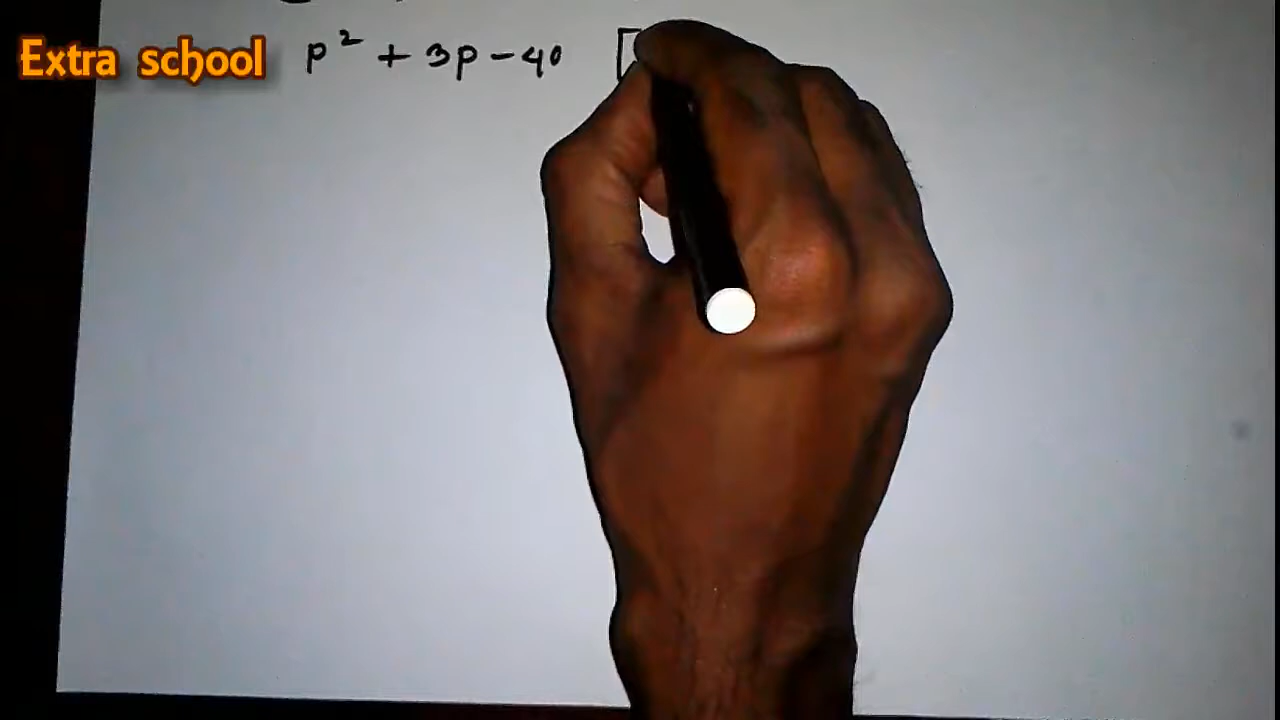 Extra school
p² + 3p - 40 [